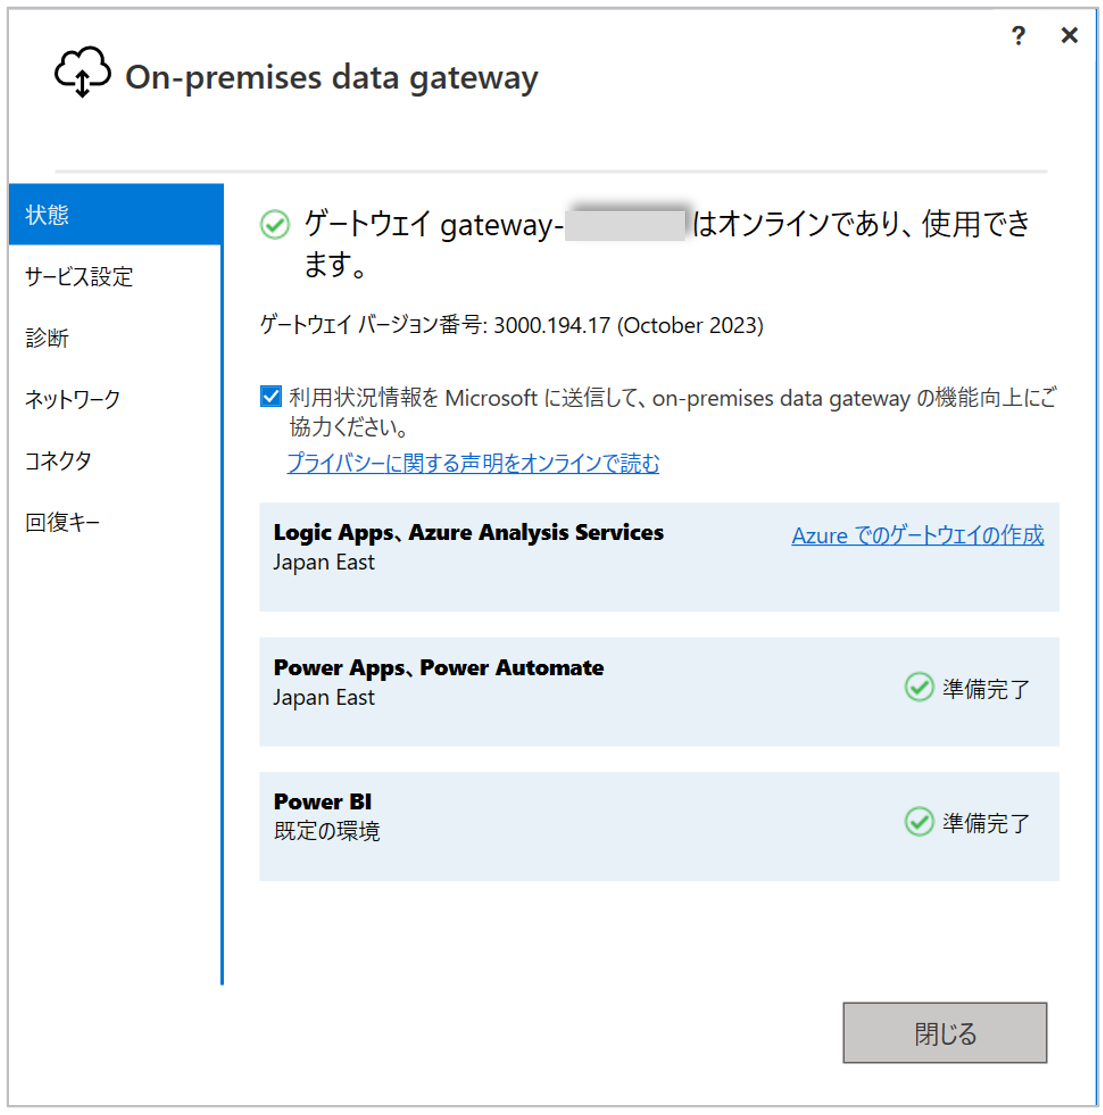 ? ×
On-premises data gateway
状態
サービス設定
診断
ネットワーク
コネクタ
回復キー
ゲートウェイ gateway- はオンラインであり、使用でき
ます。
ゲートウェイ バージョン番号: 3000.194.17 (October 2023)
利用状況情報を Microsoft に送信して、on-premises data gateway の機能向上にご
協力ください。
プライバシーに関する声明をオンラインで読む
Logic Apps、Azure Analysis Services
Azure でのゲートウェイの作成
Japan East
Power Apps、Power Automate
Japan East
準備完了
Power BI
既定の環境
準備完了
閉じる